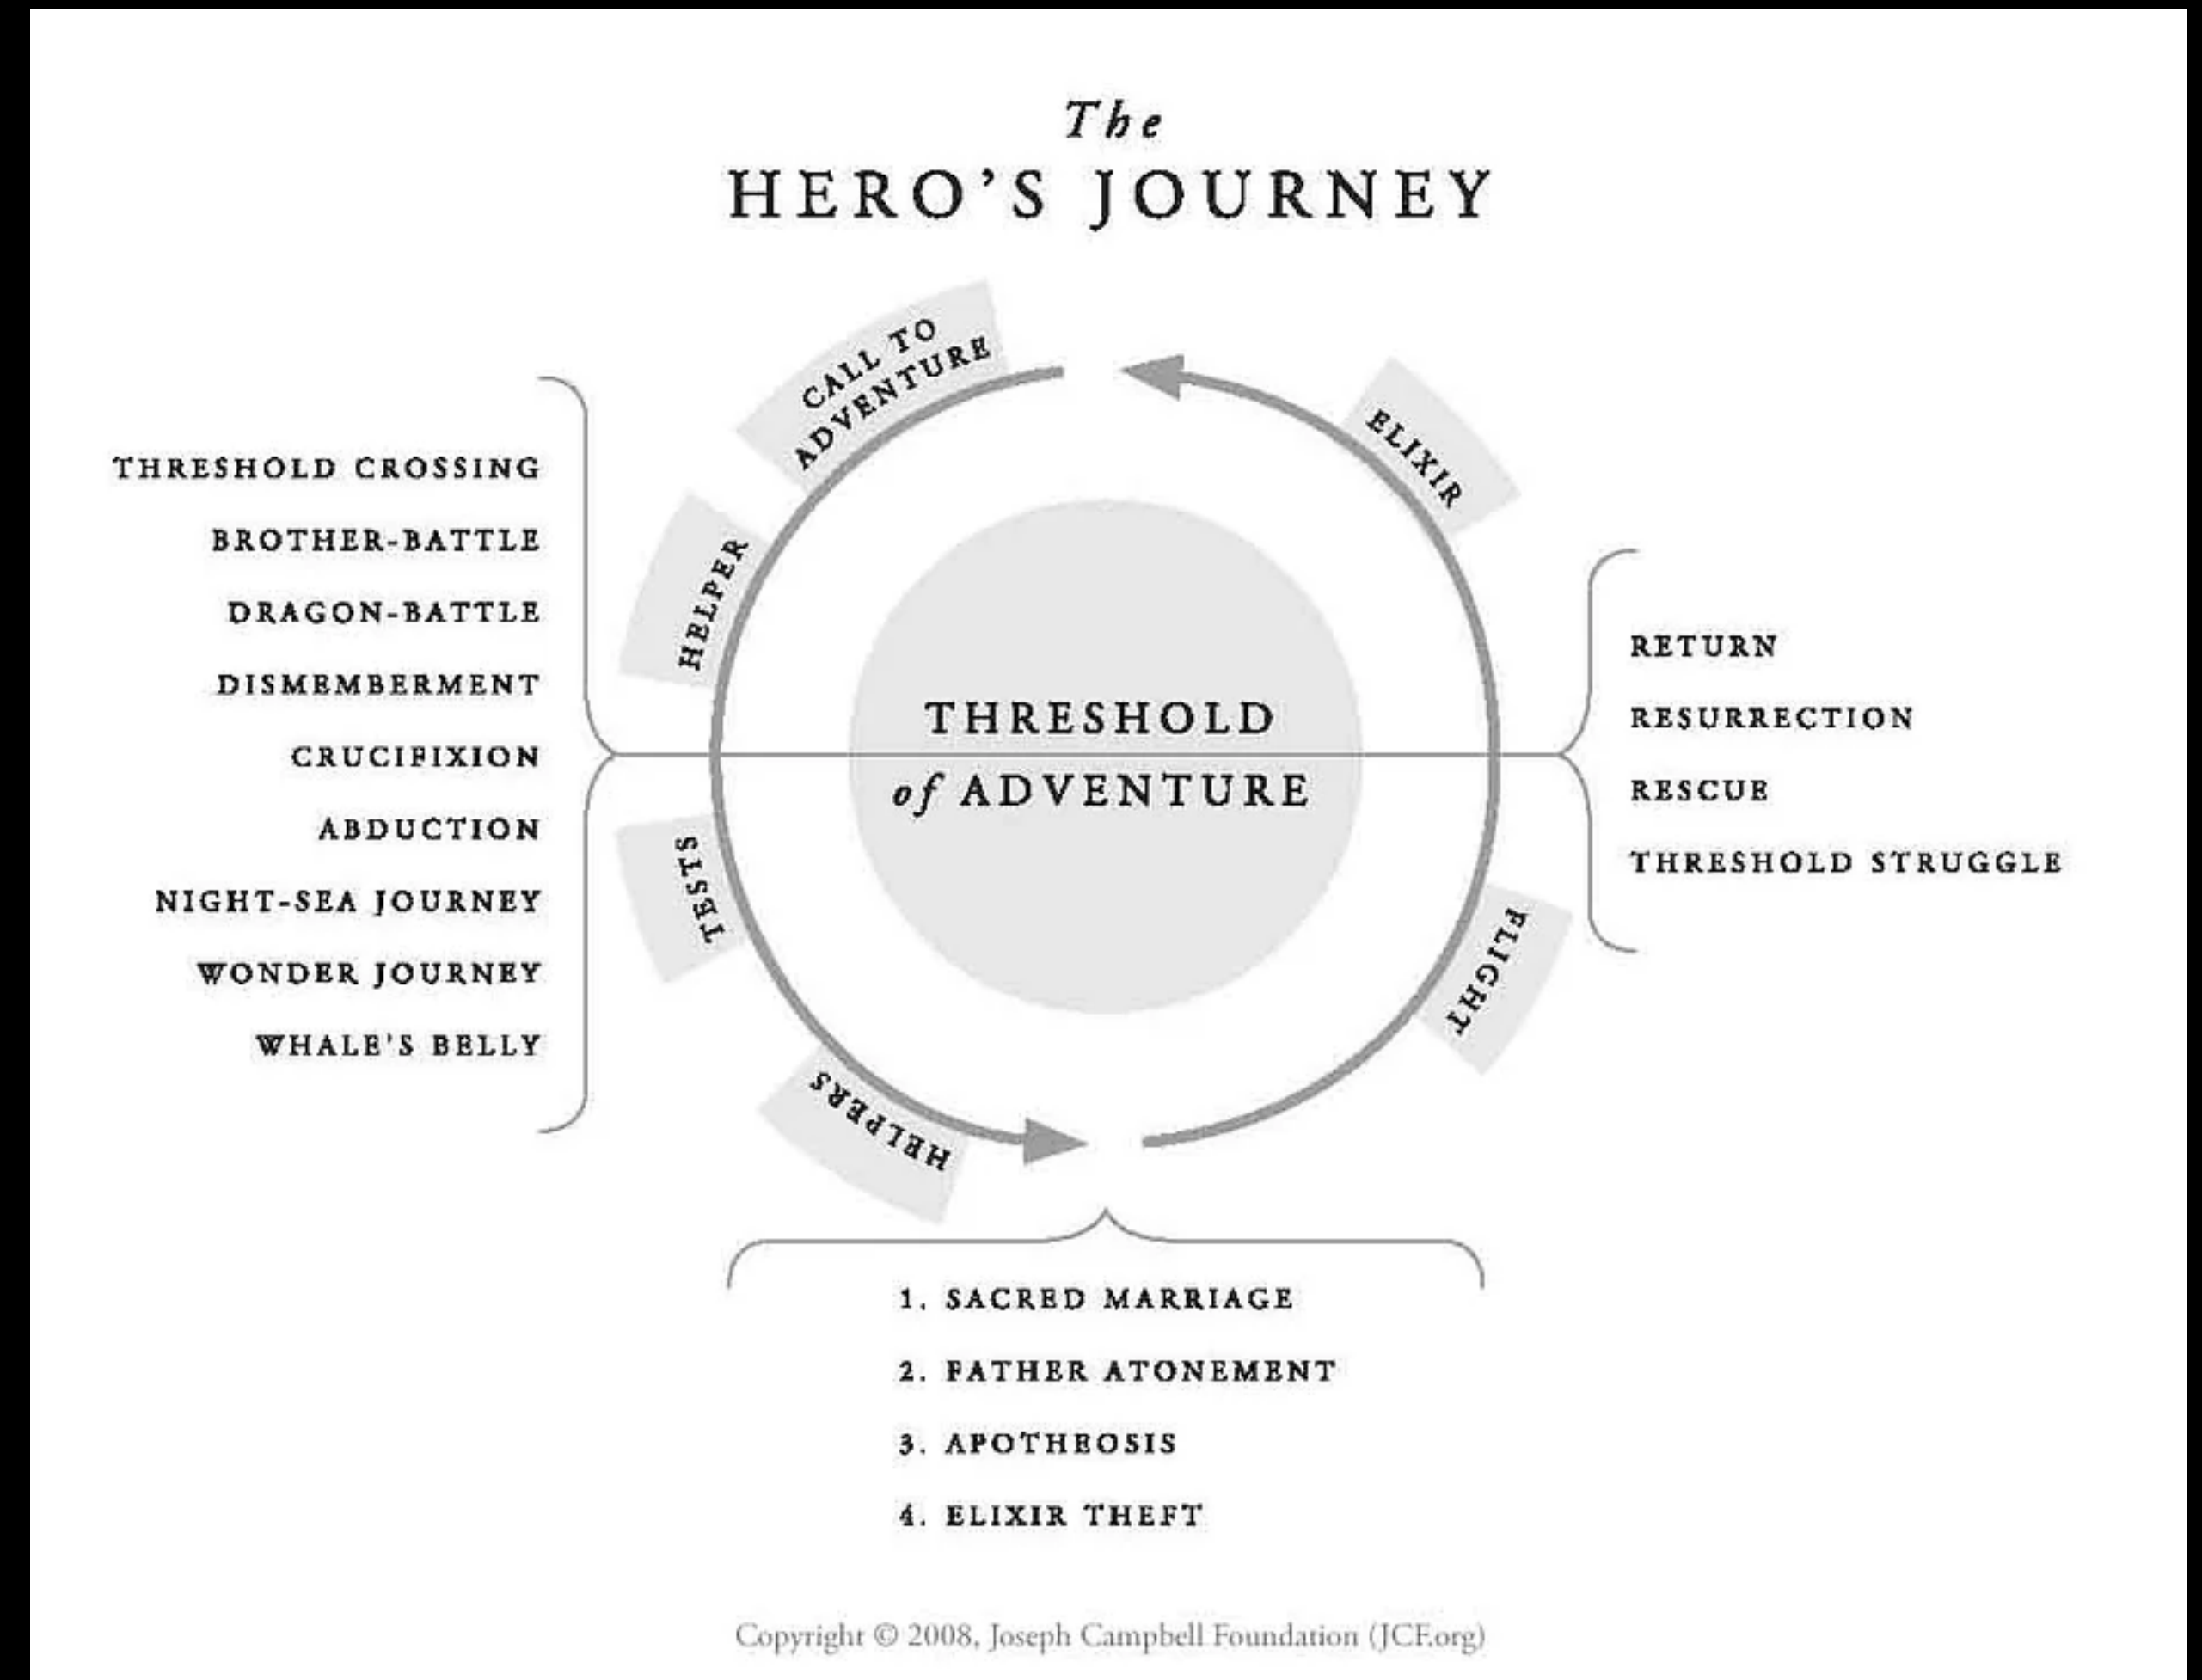 The
HERO'S JOURNEY
CALL TO
ADVENTURE
HELPER
TESTS
HELPERS
FLIGHT
ELIXIR
THRESHOLD
of ADVENTURE
THRESHOLD CROSSING
BROTHER-BATTLE
DRAGON-BATTLE
DISMEMBERMENT
CRUCIFIXION
ABDUCTION
NIGHT-SEA JOURNEY
WONDER JOURNEY
WHALE'S BELLY
RETURN
RESURRECTION
RESCUE
THRESHOLD STRUGGLE
1. SACRED MARRIAGE
2. FATHER ATONEMENT
3. APOTHEOSIS
4. ELIXIR THEFT
Copyright © 2008, Joseph Campbell Foundation (JCF.org)